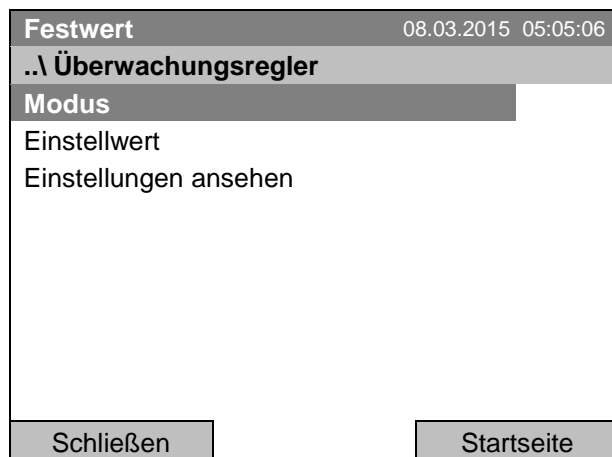 Festwert 08.03.2015 05:05:06
..\ Überwachungsregler
Modus
Einstellwert
Einstellungen ansehen
Schließen Startseite